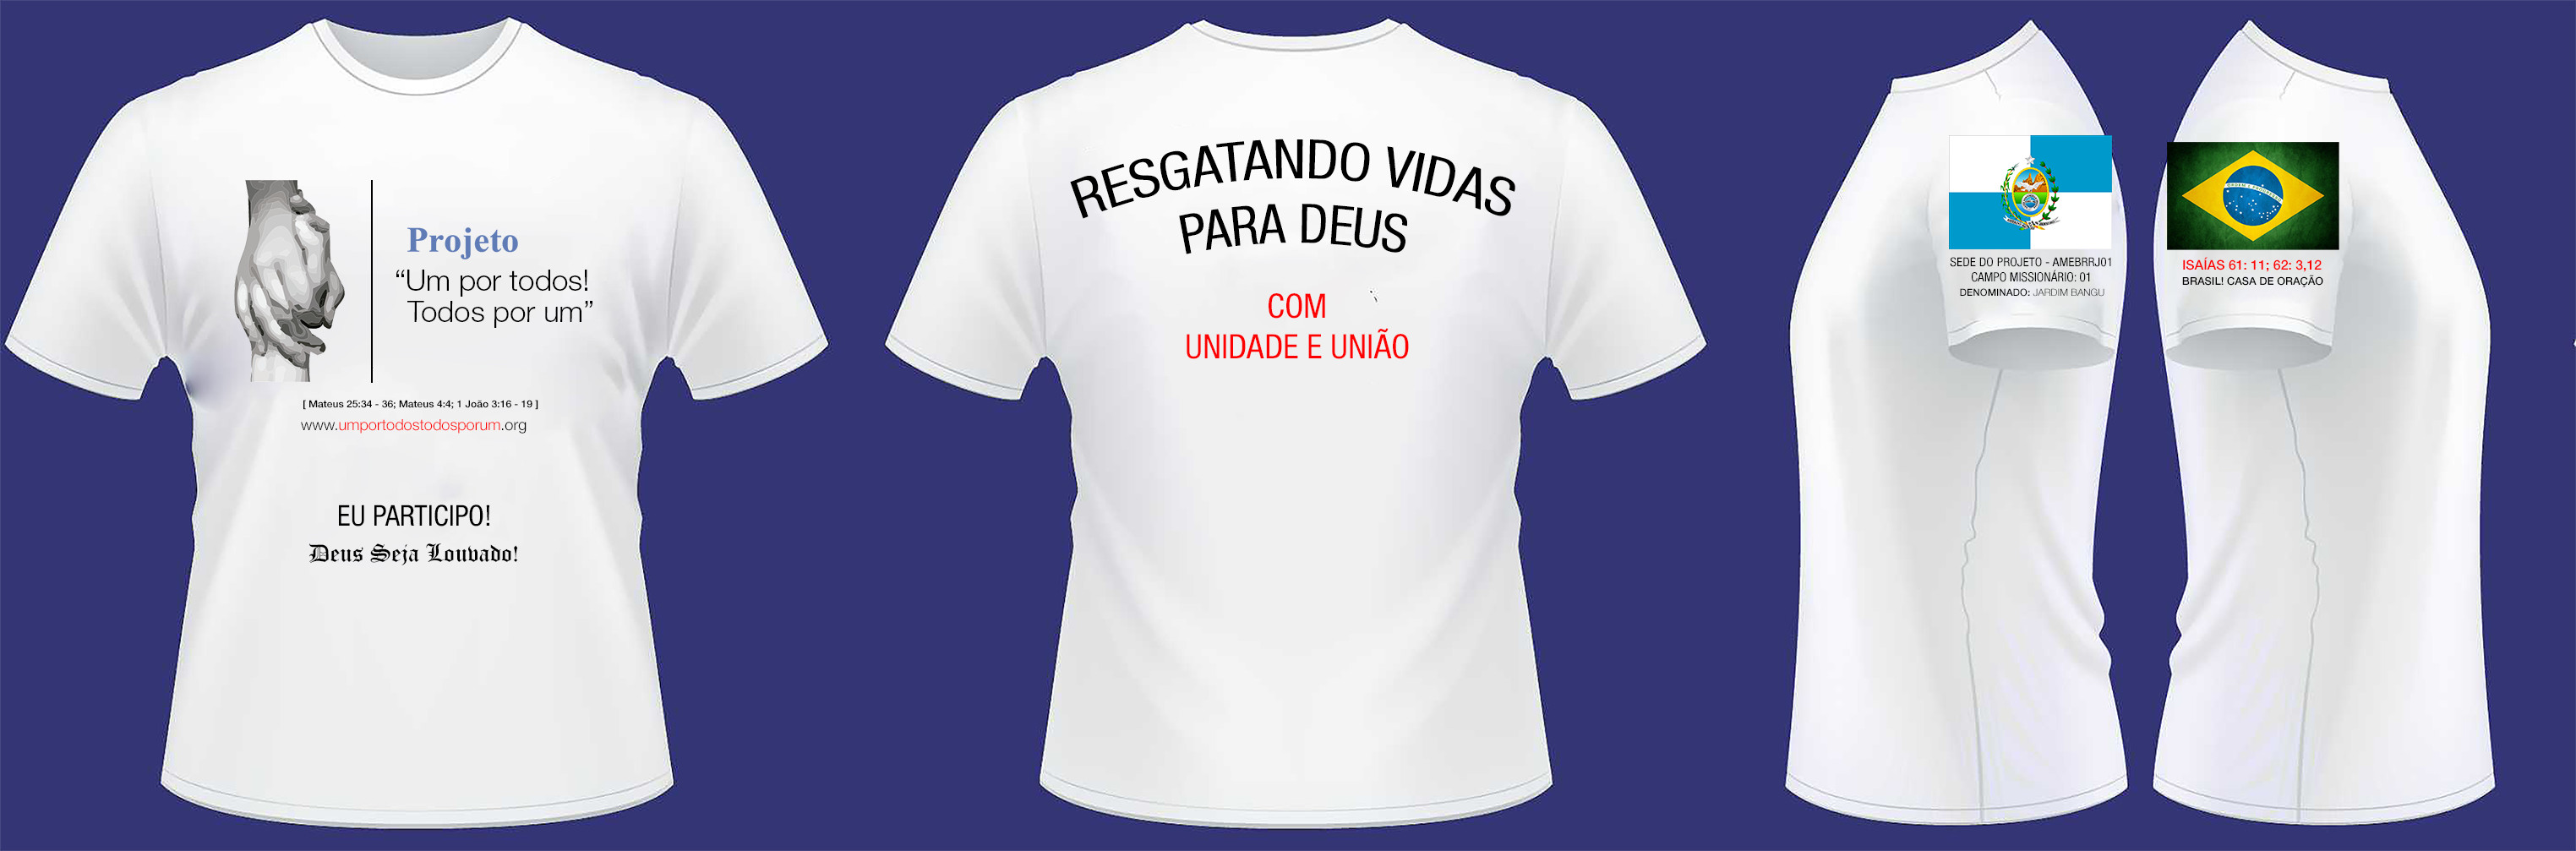 Projeto
“Um por todos!
Todos por um”
[ Mateus 25:34 - 36; Mateus 4:4; 1 João 3:16 - 19 ]
www.umportodostodosporum.org
EU PARTICIPO!
Deus Seja Louvado!
RESGATANDO VIDAS
PARA DEUS
COM
UNIDADE E UNIÃO
SEDE DO PROJETO - AMEBRRJ01
CAMPO MISSIONÁRIO: 01
DENOMINADO: JARDIM BANGU
ISAÍAS 61: 11; 62: 3,12
BRASIL! CASA DE ORAÇÃO